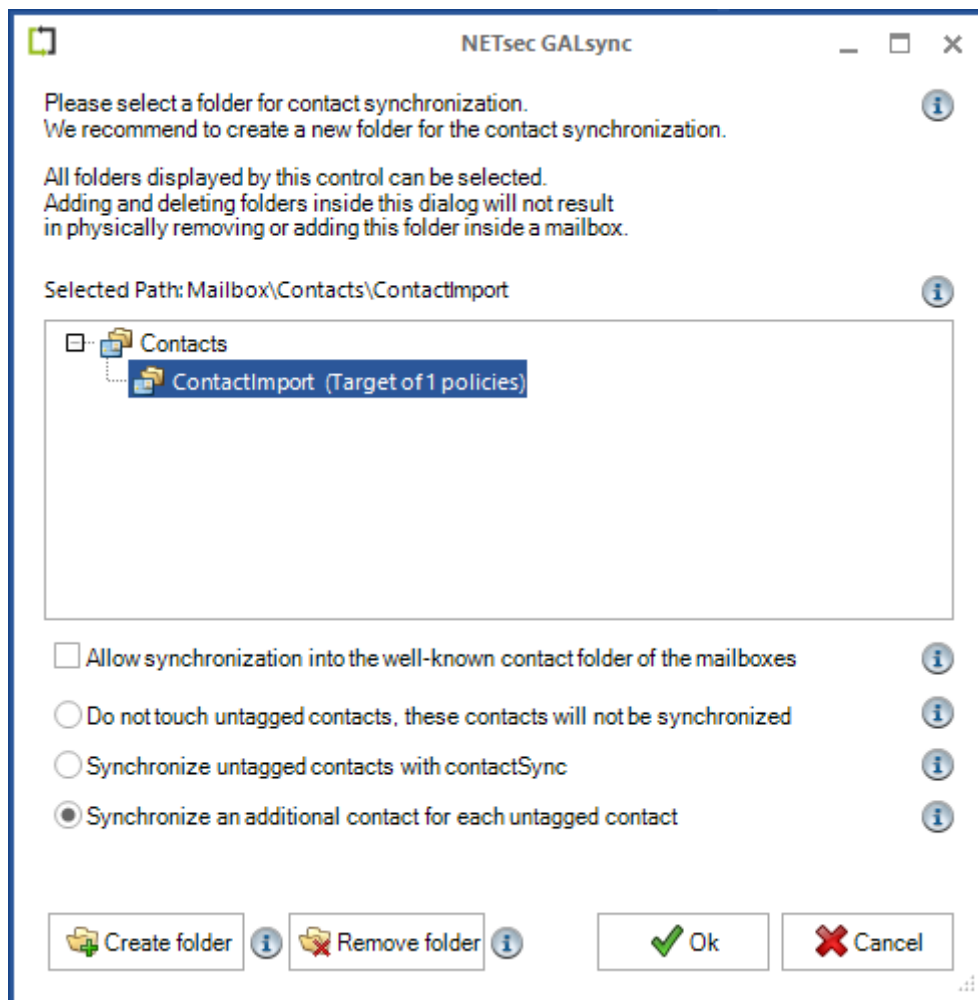 NETsec GALsync
Please select a folder for contact synchronization.
We recommend to create a new folder for the contact synchronization.
All folders displayed by this control can be selected.
Adding and deleting folders inside this dialog will not result
in physically removing or adding this folder inside a mailbox.
Selected Path: Mailbox\Contacts\ContactImport
Contacts
ContactImport (Target of 1 policies)
Allow synchronization into the well-known contact folder of the mailboxes
Do not touch untagged contacts, these contacts will not be synchronized
Synchronize untagged contacts with contactSync
Synchronize an additional contact for each untagged contact
Create folder Remove folder Ok Cancel